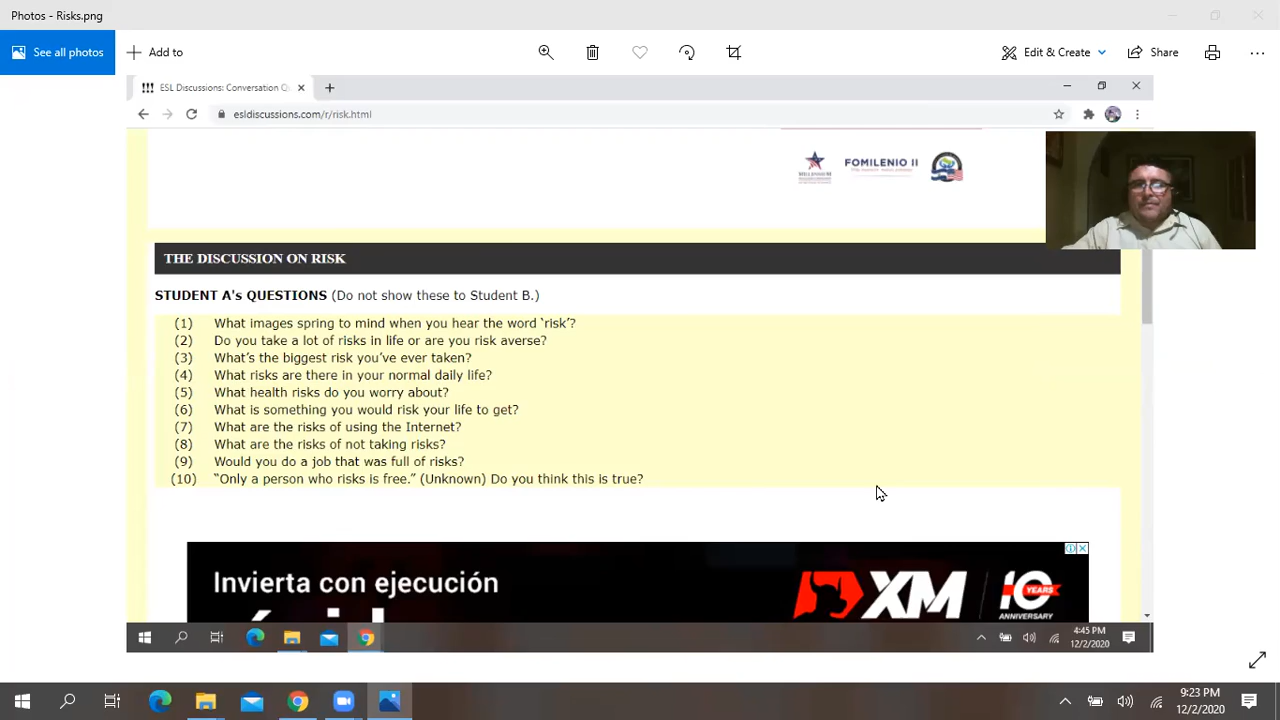 Photos - Risks.png
See all photos
Add to
Edit & Create
Share
ESL Discussions: Conversation Q
esldiscussions.com/r/risk.html
FOMILENIO II
THE DISCUSSION ON RISK
STUDENT A's QUESTIONS (Do not show these to Student B.)
(1) What images spring to mind when you hear the word ‘risk’?
(2) Do you take a lot of risks in life or are you risk averse?
(3) What’s the biggest risk you’ve ever taken?
(4) What risks are there in your normal daily life?
(5) What health risks do you worry about?
(6) What is something you would risk your life to get?
(7) What are the risks of using the Internet?
(8) What are the risks of not taking risks?
(9) Would you do a job that was full of risks?
(10) “Only a person who risks is free.” (Unknown) Do you think this is true?
Invierta con ejecución
XM
10
YEARS
ANNIVERSARY
4:45 PM
12/2/2020
9:23 PM
12/2/2020